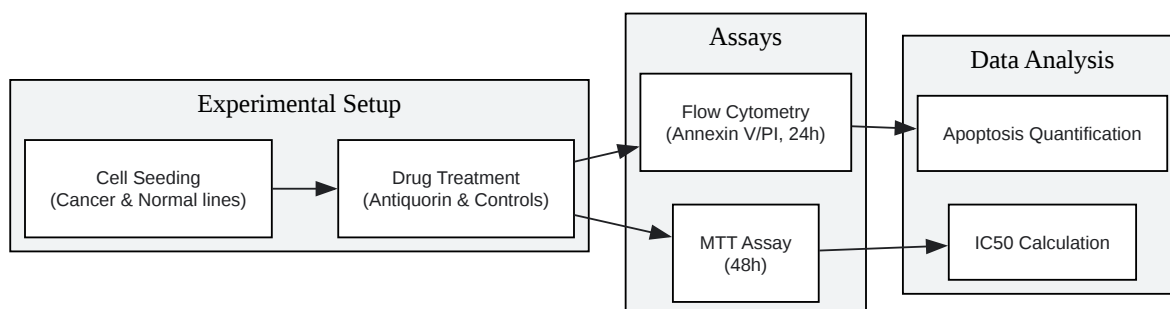 Experimental Setup
Cell Seeding
(Cancer & Normal lines)
Drug Treatment
(Antiquorin & Controls)
Assays
Flow Cytometry
(Annexin V/PI, 24h)
MTT Assay
(48h)
Data Analysis
Apoptosis Quantification
IC50 Calculation